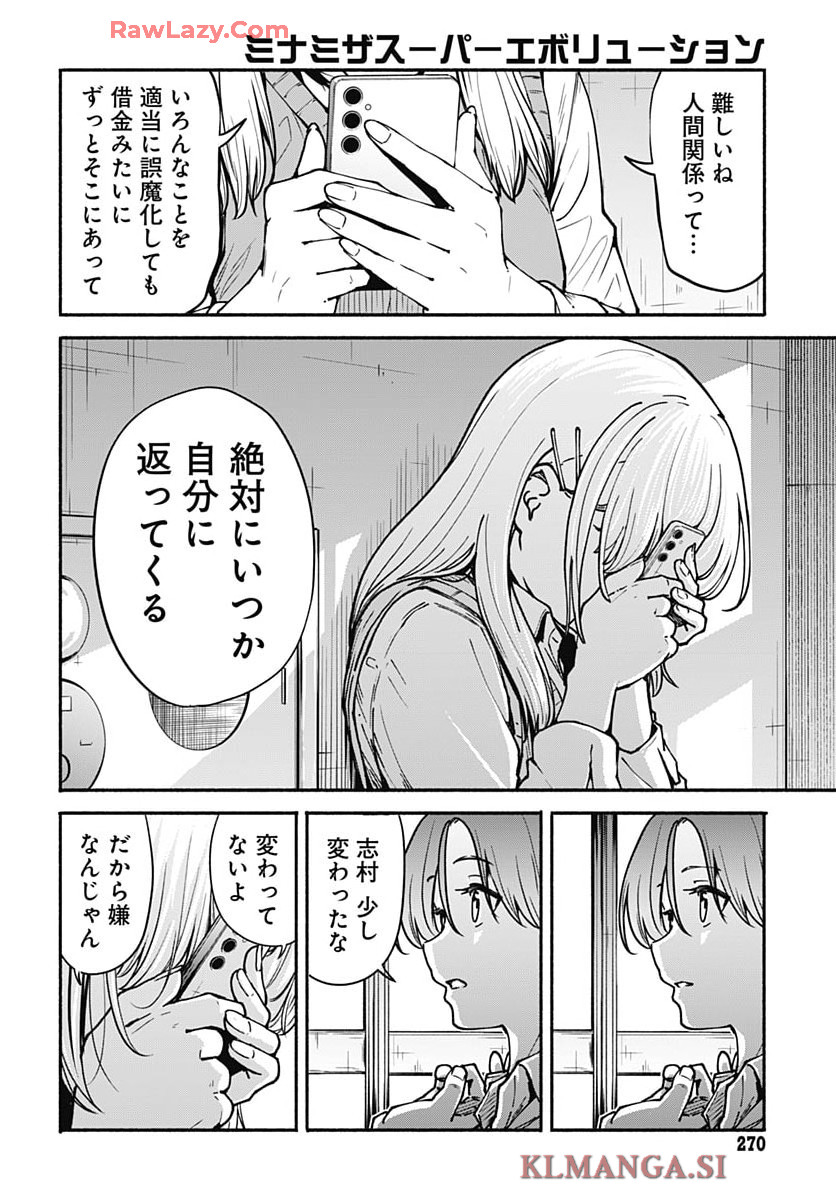 RawLazy.Com
ミナミザスーパーエボリューション
難しいね
人間関係って…
いろんなことを
適当に誤魔化しても
借金みたいに
ずっとそこにあって
絶対にいつか
自分に
返ってくる
志村 少し
変わったな
変わって
ないよ
だから嫌
なんじゃん
270
KLMANGA.SI